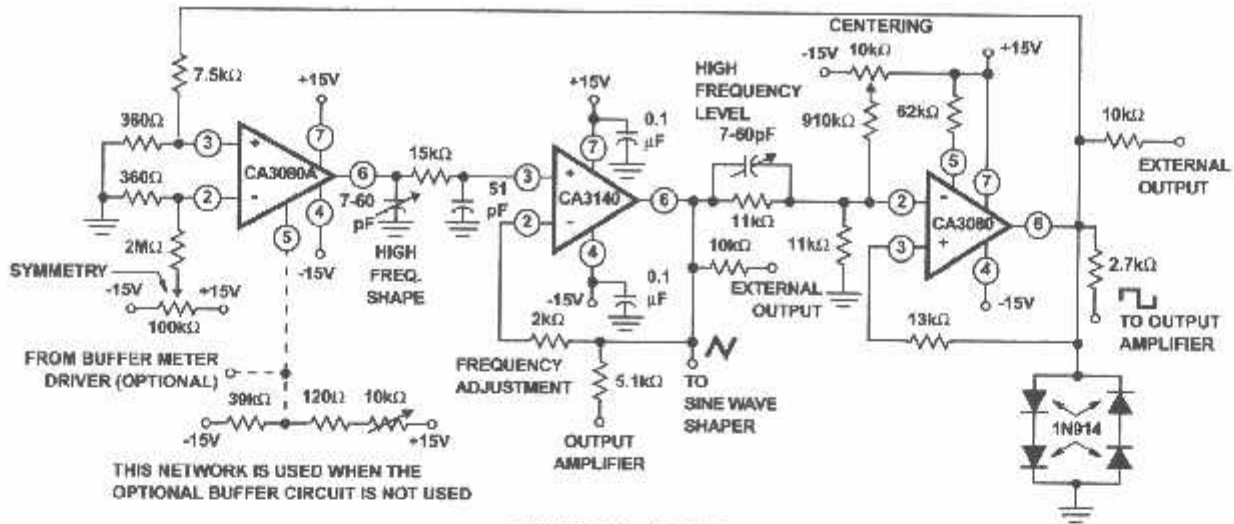 CENTERING
-15V
10kΩ
+15V
7.5kΩ
+15V
+15V
HIGH
FREQUENCY
LEVEL
7-60pF
910kΩ
62kΩ
10kΩ
EXTERNAL
OUTPUT
0.1
µF
360Ω
3
+
7
CA3080A
6
15kΩ
360Ω
2
-
4
5
7-60
pF
51
pF
3
+
7
CA3140
6
2
-
4
11kΩ
11kΩ
5
7
2
-
CA3080
6
3
+
4
2MΩ
-15V
HIGH
FREQ.
SHAPE
10kΩ
EXTERNAL
OUTPUT
-15V
2.7kΩ
TO OUTPUT
AMPLIFIER
SYMMETRY
-15V
+15V
100kΩ
-15V
0.1
µF
2kΩ
13kΩ
FROM BUFFER METER
DRIVER (OPTIONAL)
FREQUENCY
ADJUSTMENT
5.1kΩ
TO
SINE WAVE
SHAPER
39kΩ
120Ω
10kΩ
-15V
+15V
OUTPUT
AMPLIFIER
1N914
THIS NETWORK IS USED WHEN THE
OPTIONAL BUFFER CIRCUIT IS NOT USED